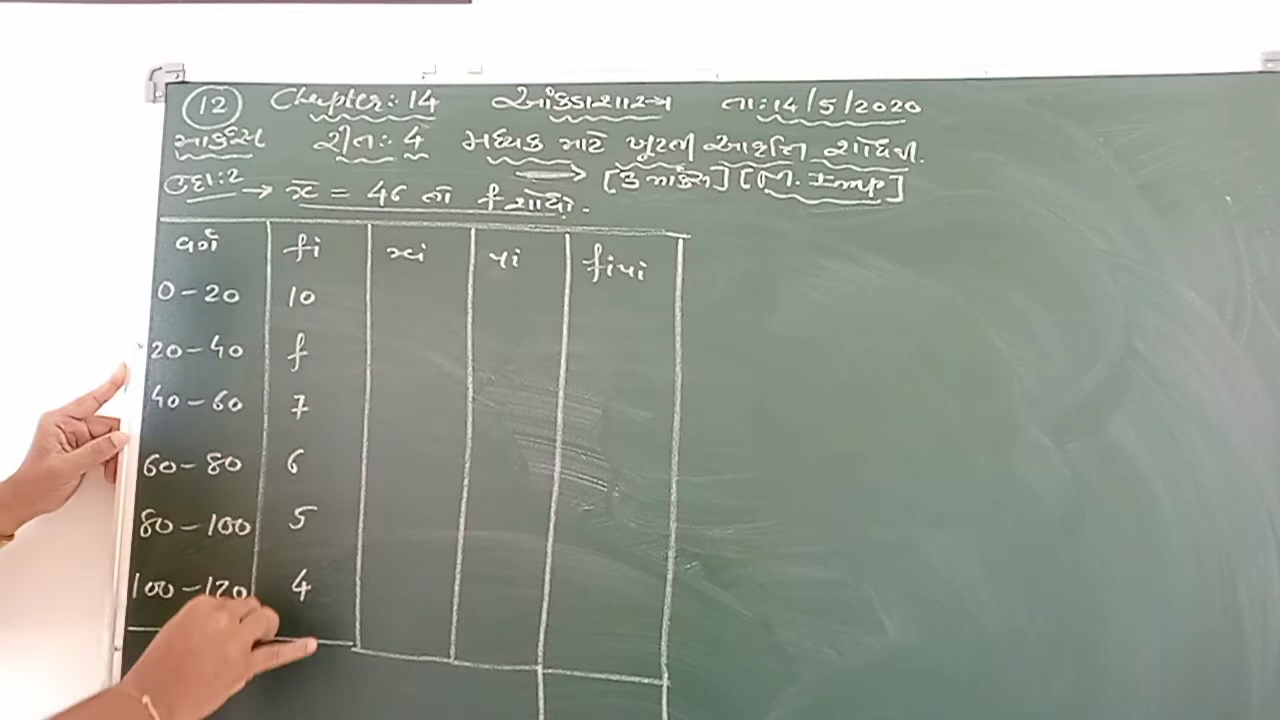 12 Chapter: 14 આંકડાશાસ્ત્ર તા: 14/5/2020
માર્ક્સ રીત: 4 મધ્યક માટે ખૂટતી આવૃત્તિ શોધવી.
→ [3 માર્ક્સ] [M. Imp]
ઉદા: 2 → x̄ = 46 તો f શોધો.
વર્ગ fi xi ui fiui
0-20 10
20-40 f
40-60 7
60-80 6
80-100 5
100-120 4